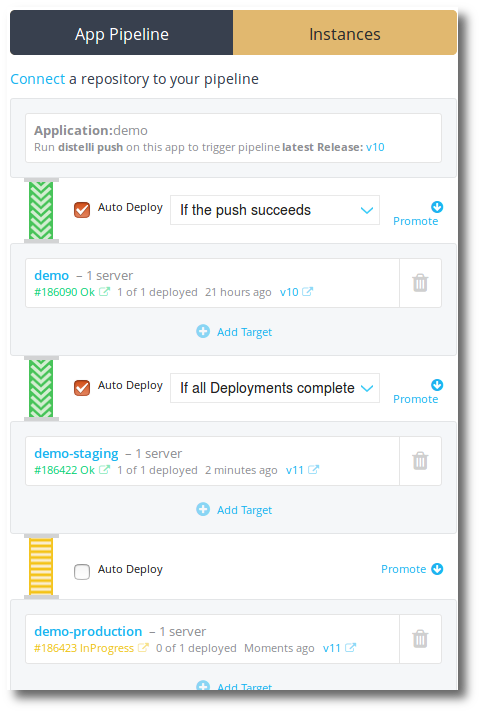 App Pipeline Instances
Connect a repository to your pipeline
Application:demo
Run distelli push on this app to trigger pipeline latest Release: v10
Auto Deploy If the push succeeds
Promote
demo – 1 server
#186090 Ok 1 of 1 deployed 21 hours ago v10
Add Target
Auto Deploy If all Deployments complete
Promote
demo-staging – 1 server
#186422 Ok 1 of 1 deployed 2 minutes ago v11
Add Target
Auto Deploy Promote
demo-production – 1 server
#186423 InProgress 0 of 1 deployed Moments ago v11
Add Target